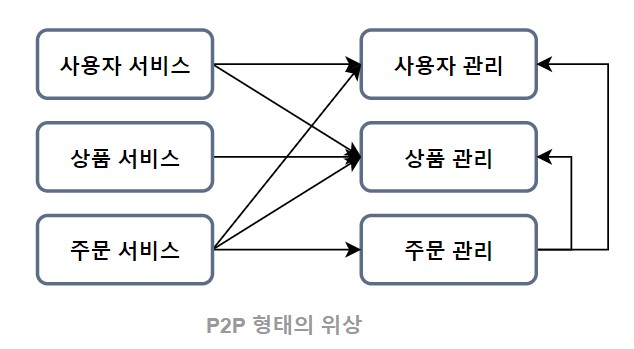 사용자 서비스
사용자 관리
상품 서비스
상품 관리
주문 서비스
주문 관리
P2P 형태의 위상